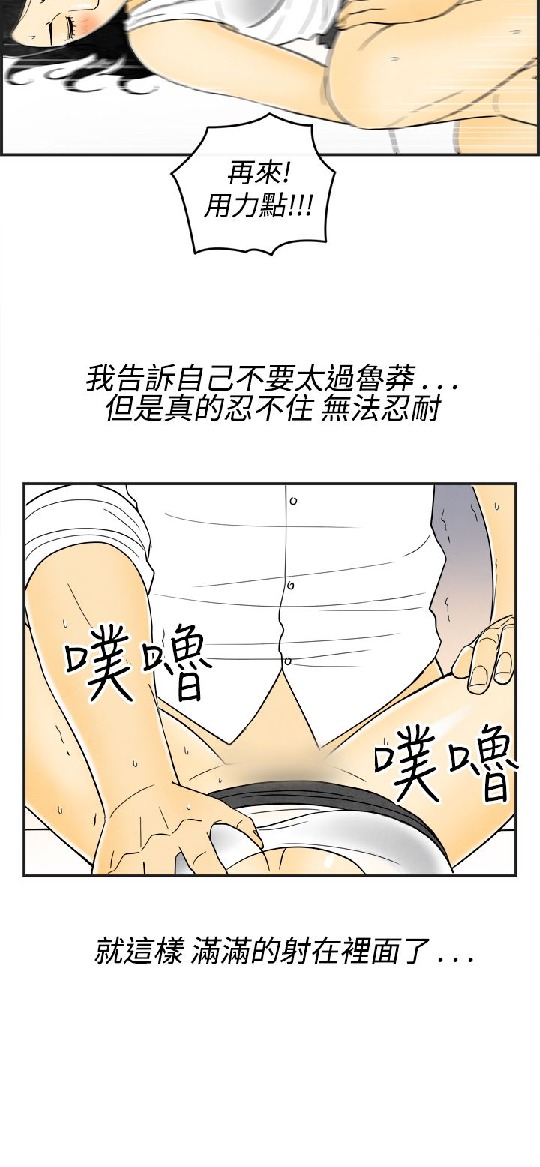 再來!
用力點!!!
我告訴自己不要太過魯莽...
但是真的忍不住 無法忍耐
噗嚕
噗嚕
就這樣 滿滿的射在裡面了...